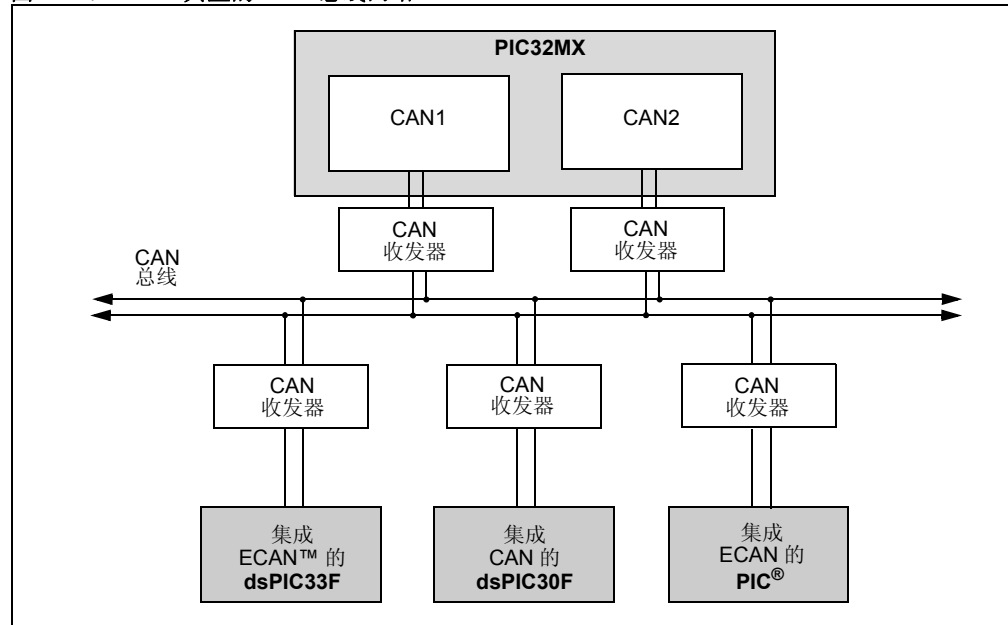 PIC32MX
CAN1
CAN2
CAN
收发器
CAN
收发器
CAN
总线
CAN
收发器
CAN
收发器
CAN
收发器
集成
ECAN™ 的
dsPIC33F
集成
CAN 的
dsPIC30F
集成
ECAN 的
PIC®